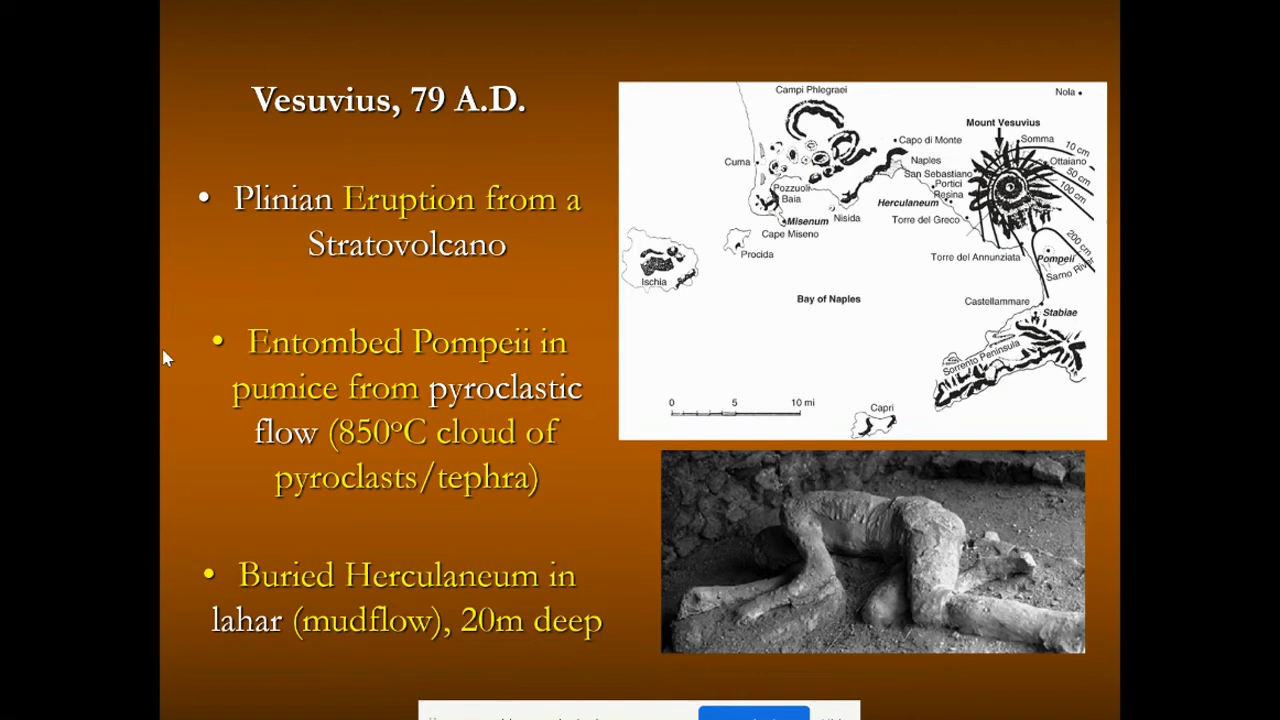 Vesuvius, 79 A.D.
• Plinian Eruption from a
Stratovolcano
• Entombed Pompeii in
pumice from pyroclastic
flow (850°C cloud of
pyroclasts/tephra)
• Buried Herculaneum in
lahar (mudflow), 20m deep
Campi Phlegraei
Nola
Mount Vesuvius
Capo di Monte
Somma
10 cm
Cuma
Naples
Ottaiano
San Sebastiano
50 cm
Pozzuoli
Portici
100 cm
Baia
Resina
Herculaneum
Misenum
Nisida
Torre del Greco
Cape Miseno
200 cm
Procida
Torre del Annunziata
Pompeii
Sarno River
Ischia
Bay of Naples
Castellammare
Stabiae
Sorrento Peninsula
0 5 10 mi
Capri